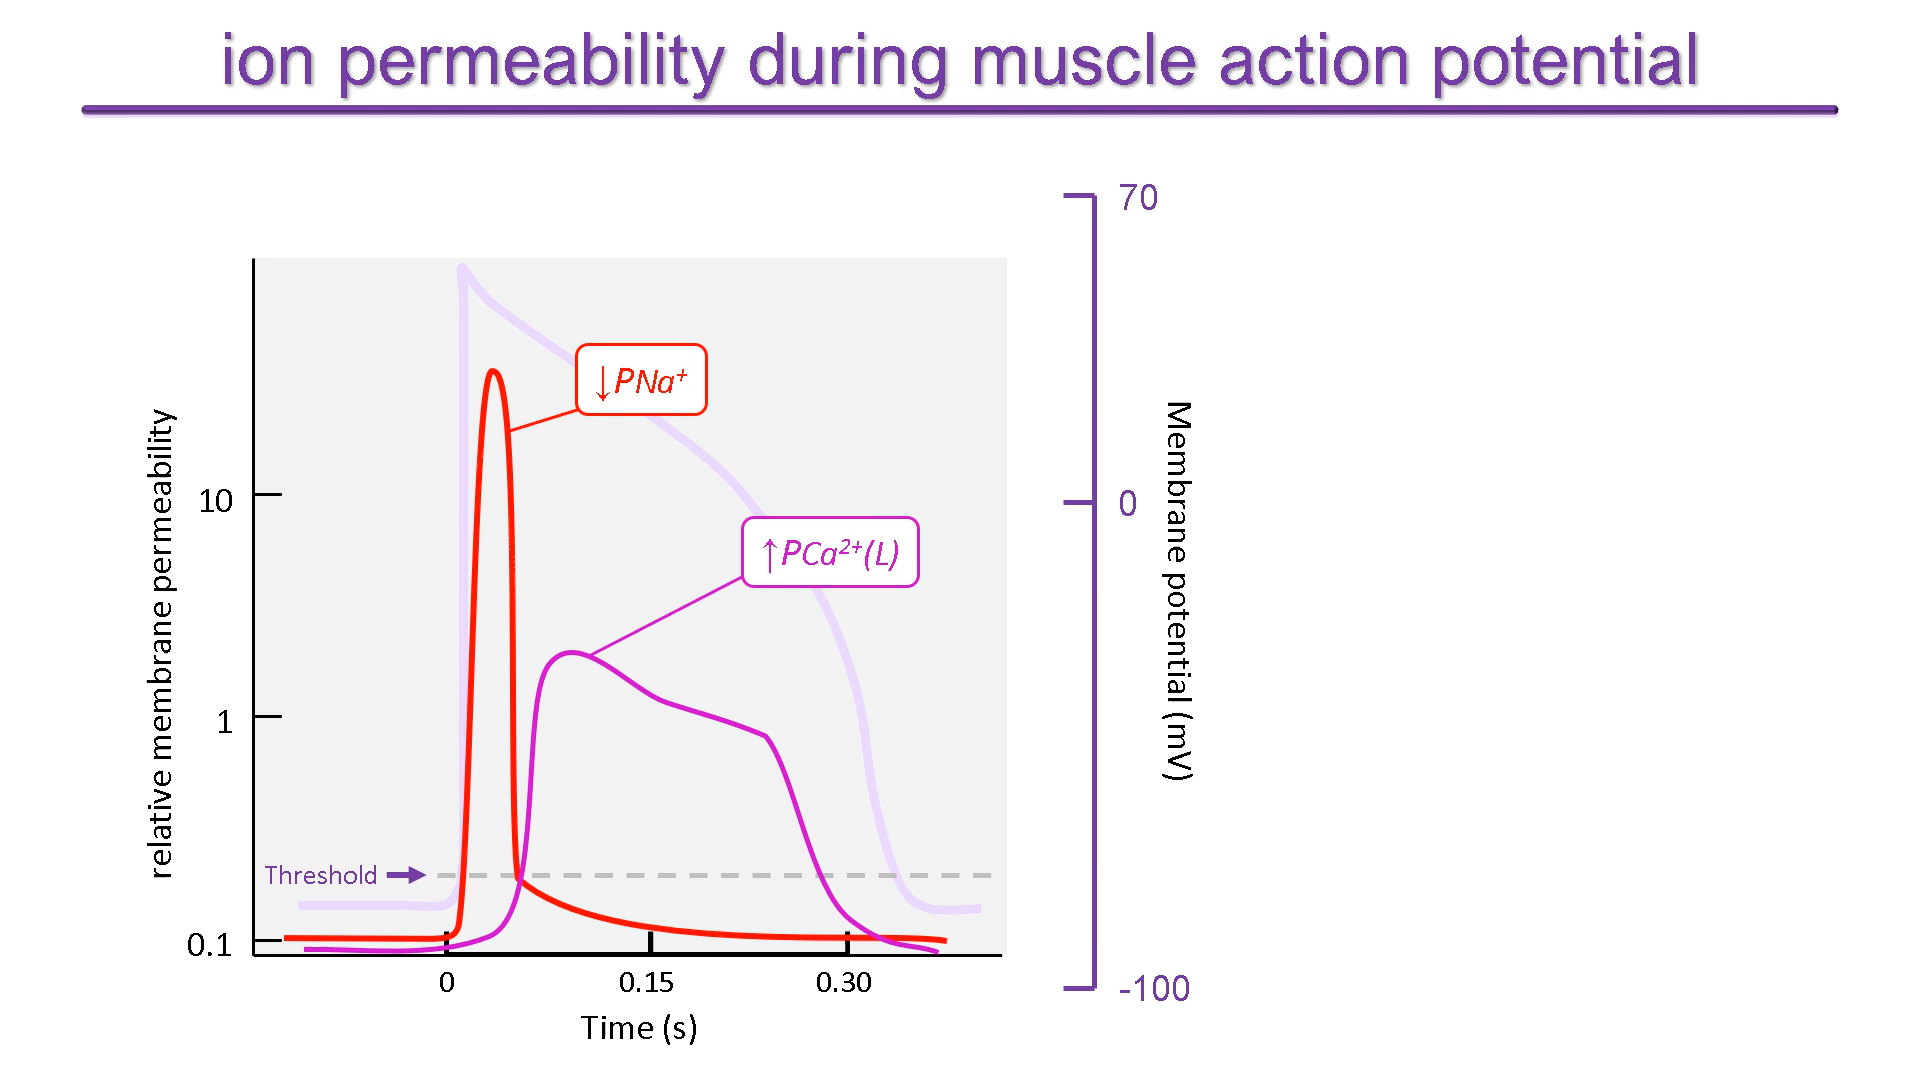 ion permeability during muscle action potential
70
↓PNa⁺
relative membrane permeability
10
0
Membrane potential (mV)
↑PCa²⁺(L)
1
Threshold
0.1
0
0.15
0.30
-100
Time (s)